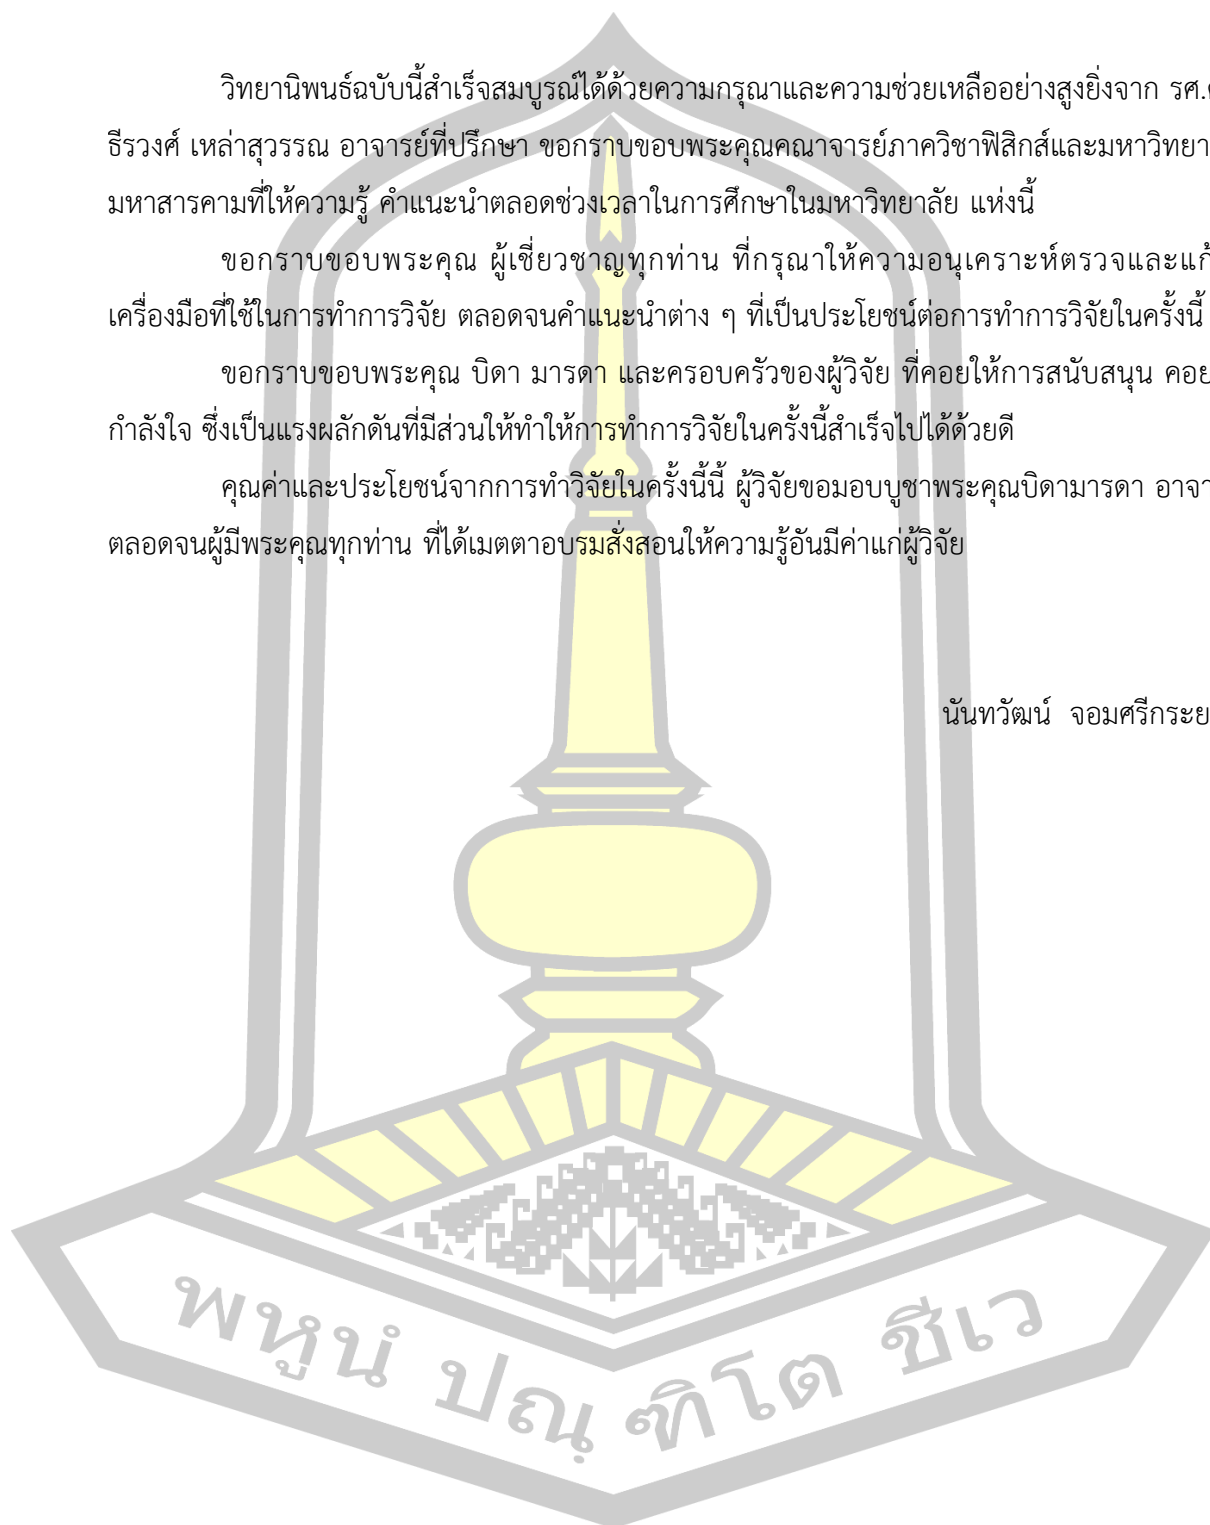 วิทยานิพนธ์ฉบับนี้สำเร็จสมบูรณ์ได้ด้วยความกรุณาและความช่วยเหลืออย่างสูงยิ่งจาก รศ.
ธีรวงศ์ เหล่าสุวรรณ อาจารย์ที่ปรึกษา ขอกราบขอบพระคุณคณาจารย์ภาควิชาฟิสิกส์และมหาวิทยา
มหาสารคามที่ให้ความรู้ คำแนะนำตลอดช่วงเวลาในการศึกษาในมหาวิทยาลัย แห่งนี้
ขอกราบขอบพระคุณ ผู้เชี่ยวชาญทุกท่าน ที่กรุณาให้ความอนุเคราะห์ตรวจและแก้
เครื่องมือที่ใช้ในการทำการวิจัย ตลอดจนคำแนะนำต่าง ๆ ที่เป็นประโยชน์ต่อการทำการวิจัยในครั้งนี้
ขอกราบขอบพระคุณ บิดา มารดา และครอบครัวของผู้วิจัย ที่คอยให้การสนับสนุน คอย
กำลังใจ ซึ่งเป็นแรงผลักดันที่มีส่วนให้ทำให้การทำการวิจัยในครั้งนี้สำเร็จไปได้ด้วยดี
คุณค่าและประโยชน์จากการทำวิจัยในครั้งนี้นี้ ผู้วิจัยขอมอบบูชาพระคุณบิดามารดา อาจา
ตลอดจนผู้มีพระคุณทุกท่าน ที่ได้เมตตาอบรมสั่งสอนให้ความรู้อันมีค่าแก่ผู้วิจัย
นันทวัฒน์ จอมศรีกระย
พหูนํ ปณฺฑิโต ชีเว